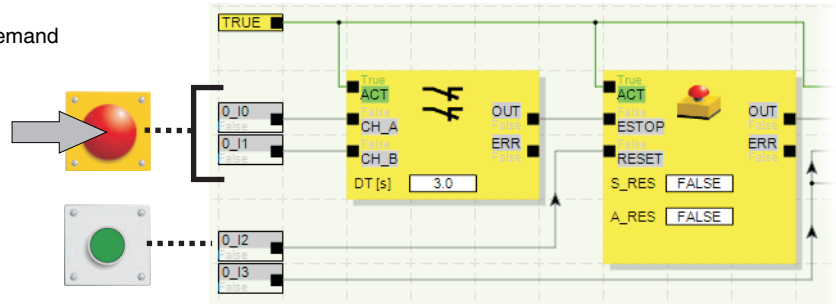 emand
TRUE
True
ACT
0_I0
False
False
CH_A
0_I1
False
False
CH_B
OUT
False
ERR
False
DT [s] 3.0
True
ACT
False
ESTOP
False
RESET
OUT
False
ERR
False
S_RES FALSE
A_RES FALSE
0_I2
False
0_I3
False